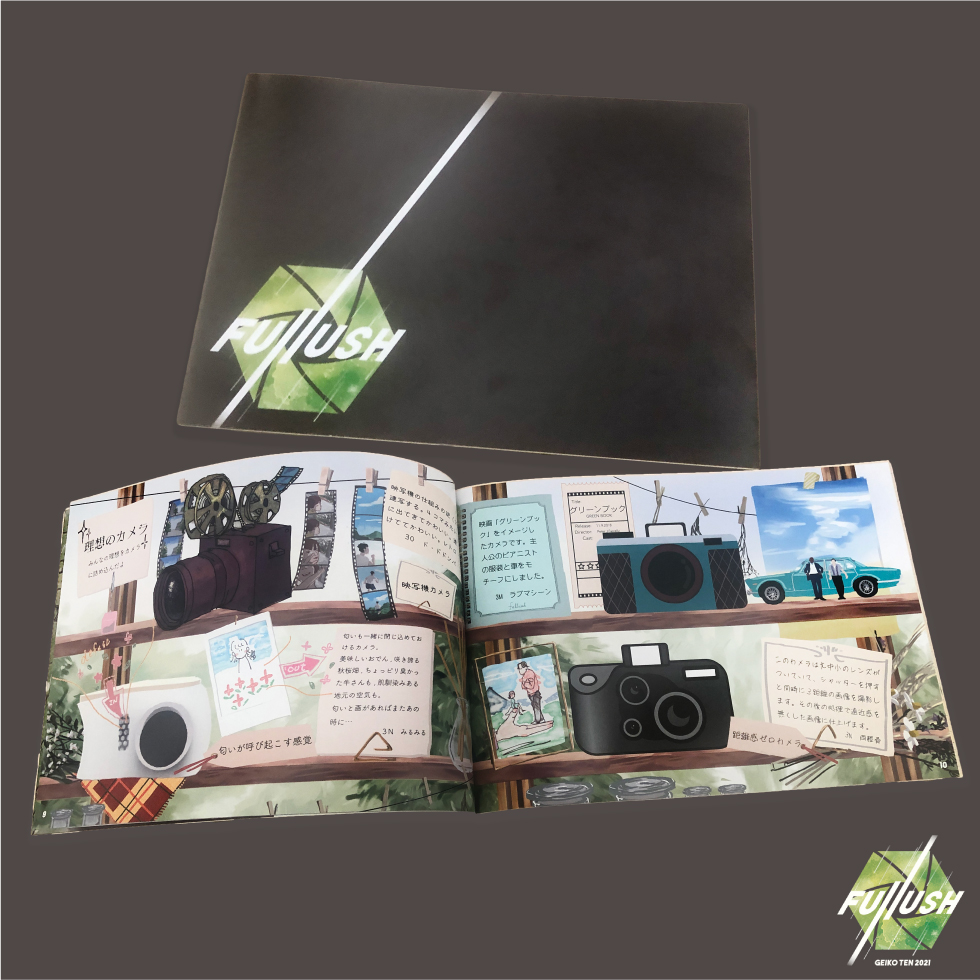 FUllUSH
理想のカメラ
みんなの理想をカメラ
に詰め込んだよ
映写機カメラ
匂いも一緒に閉じ込めてお
けるカメラ。
美味しいおでん、咲き誇る
秋桜畑、ちょっぴり臭かっ
た牛さんも、肌馴染みある
地元の空気も。
匂いと画があればまたあの
時に…
3N みるみる
OUT
IN
匂いが呼び起こす感覚
9
映画「グリーンブッ
ク」をイメージし
たカメラです。主
人公のピアニスト
の服装と車をモ
チーフにしました。
3M ラブマシーン
Title
グリーンブック
GREEN BOOK
Release
Director
Cast
このカメラは大中小のレンズが
ついていて、シャッターを押す
と同時に3種類の画像を撮影し
ます。その後の処理で遠近感を
無くした画像に仕上げます。
距離感ゼロカメラ
10
FUllUSH
GEIKO TEN 2021